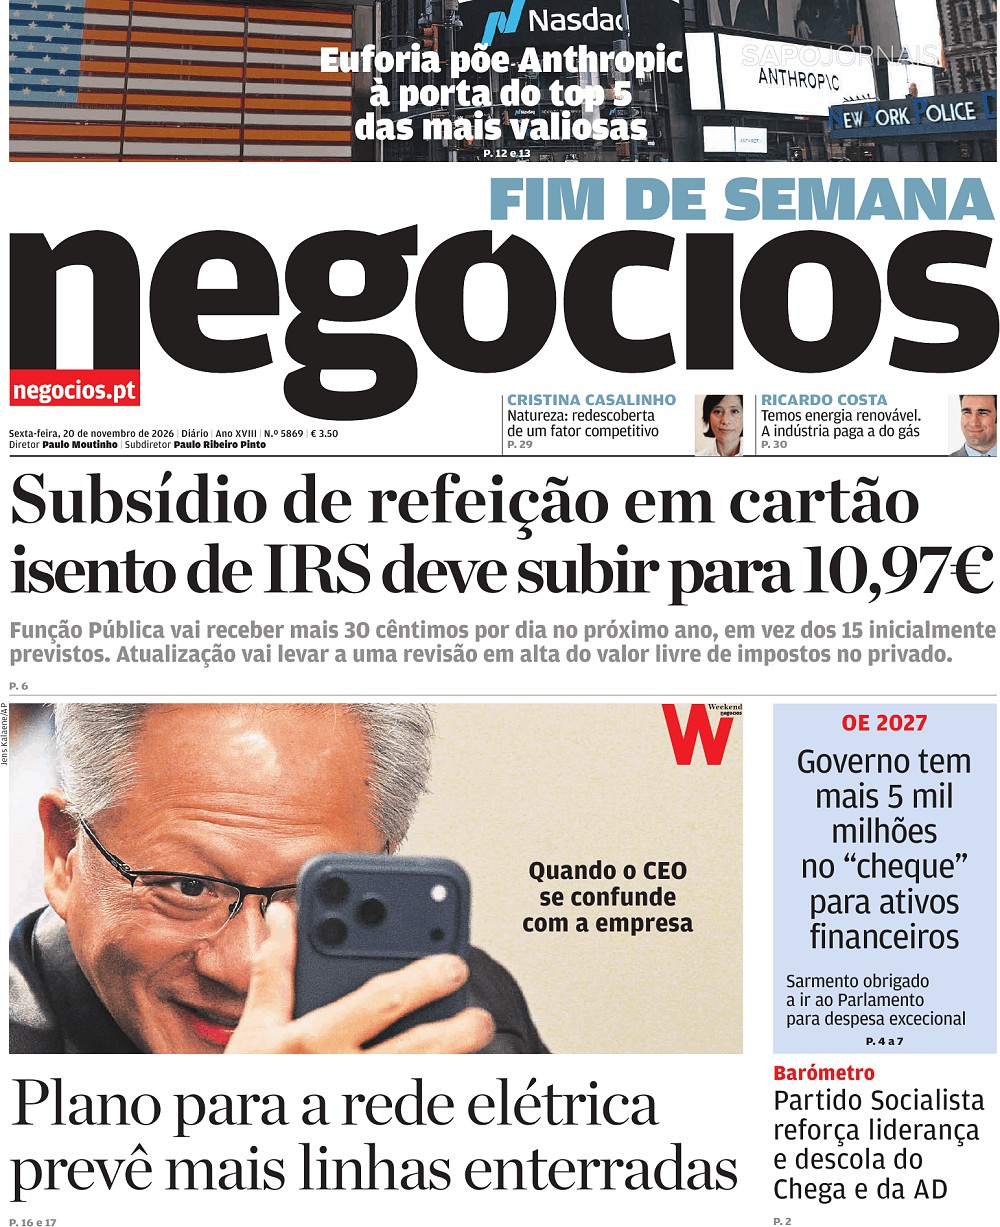 Nasdaq
SAPOJORNAIS
Euforia põe Anthropic
à porta do top 5
das mais valiosas
P. 12 e 13
ANTHROPIC
NEW YORK POLICE
FIM DE SEMANA
negócios
negocios.pt
Sexta-feira, 20 de novembro de 2026 | Diário | Ano XVIII | N.º 5869 | € 3.50
Diretor Paulo Moutinho | Subdiretor Paulo Ribeiro Pinto
CRISTINA CASALINHO
Natureza: redescoberta
de um fator competitivo
P. 29
RICARDO COSTA
Temos energia renovável.
A indústria paga a do gás
P. 30
Subsídio de refeição em cartão
isento de IRS deve subir para 10,97€
Função Pública vai receber mais 30 cêntimos por dia no próximo ano, em vez dos 15 inicialmente
previstos. Atualização vai levar a uma revisão em alta do valor livre de impostos no privado.
P. 6
Jens Kalaene/AP
W
Weekend
negócios
Quando o CEO
se confunde
com a empresa
OE 2027
Governo tem
mais 5 mil
milhões
no “cheque”
para ativos
financeiros
Sarmento obrigado
a ir ao Parlamento
para despesa excecional
P. 4 a 7
Plano para a rede elétrica
prevê mais linhas enterradas
P. 16 e 17
Barómetro
Partido Socialista
reforça liderança
e descola do
Chega e da AD
P. 2